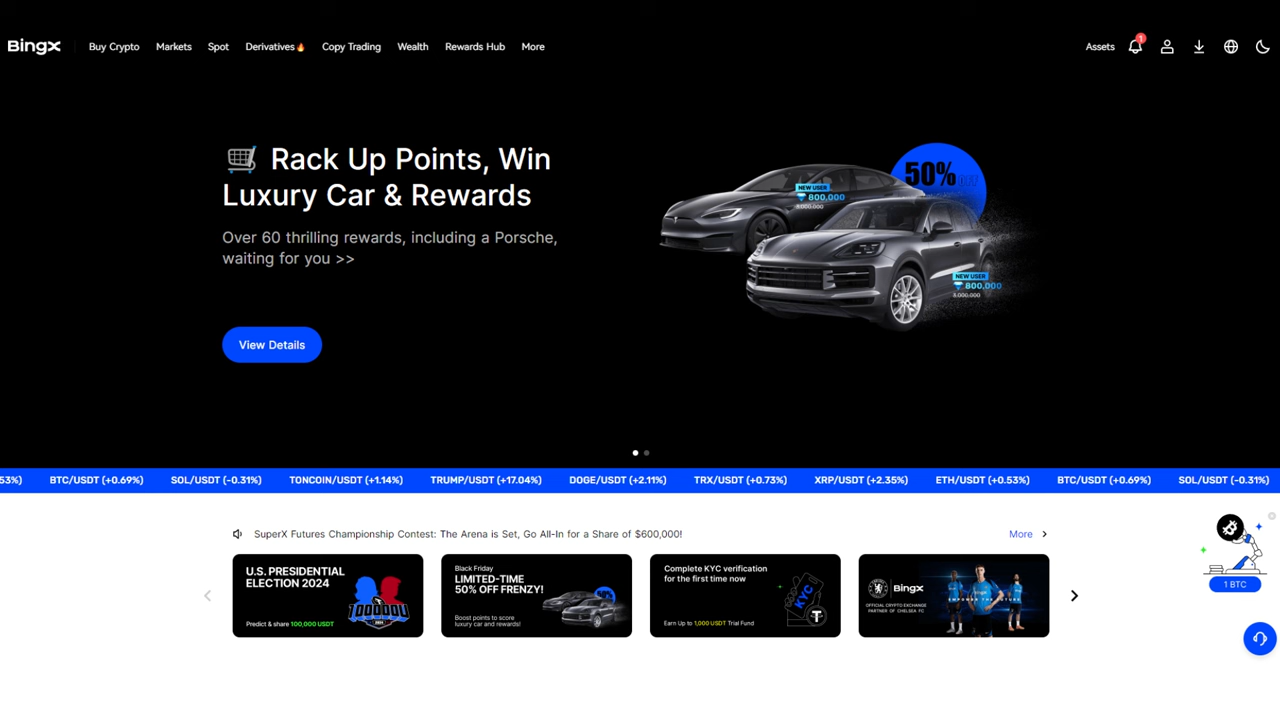 BingX
Buy Crypto
Markets
Spot
Derivatives
Copy Trading
Wealth
Rewards Hub
More
Assets
1
Rack Up Points, Win
Luxury Car & Rewards
Over 60 thrilling rewards, including a Porsche,
waiting for you >>
View Details
50% OFF
NEW USER
800,000
3,000,000
NEW USER
800,000
3,000,000
53%)
BTC/USDT (+0.69%)
SOL/USDT (-0.31%)
TONCOIN/USDT (+1.14%)
TRUMP/USDT (+17.04%)
DOGE/USDT (+2.11%)
TRX/USDT (+0.73%)
XRP/USDT (+2.35%)
ETH/USDT (+0.53%)
BTC/USDT (+0.69%)
SOL/USDT (-0.31%)
SuperX Futures Championship Contest: The Arena is Set, Go All-In for a Share of $600,000!
More
U.S. PRESIDENTIAL
ELECTION 2024
Predict & share 100,000 USDT
Black Friday
LIMITED-TIME
50% OFF FRENZY!
Boost points to score
luxury car and rewards!
Complete KYC verification
for the first time now
KYC
Earn Up to 1,000 USDT Trial Fund
BingX
EMPOWER THE FUTURE
OFFICIAL CRYPTO EXCHANGE
PARTNER OF CHELSEA FC
1 BTC